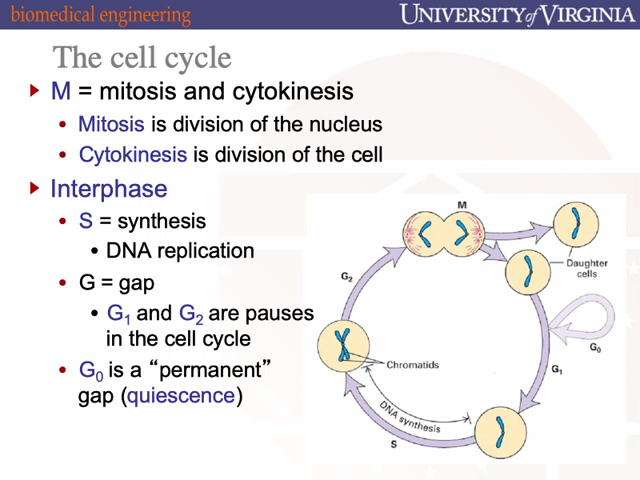 biomedical engineering
UNIVERSITY of VIRGINIA
The cell cycle
M = mitosis and cytokinesis
• Mitosis is division of the nucleus
• Cytokinesis is division of the cell
Interphase
• S = synthesis
• DNA replication
• G = gap
• G1 and G2 are pauses
in the cell cycle
• G0 is a “permanent”
gap (quiescence)
M
Daughter
cells
G2
G0
G1
Chromatids
DNA synthesis
S